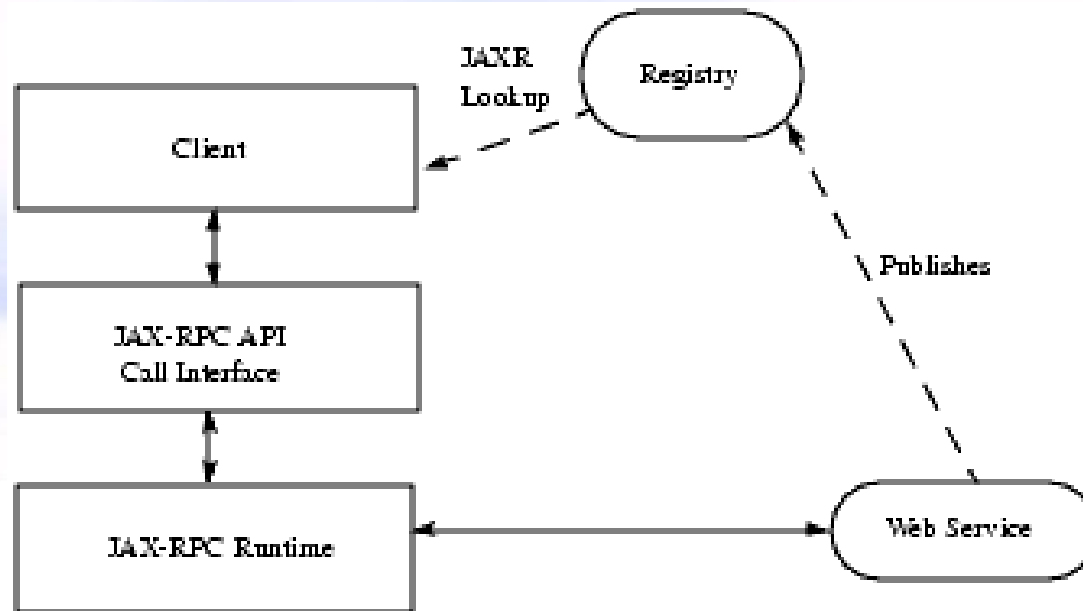 JAXR
Lookup
Registry
Client
Publishes
JAX-RPC API
Call Interface
JAX-RPC Runtime
Web Service